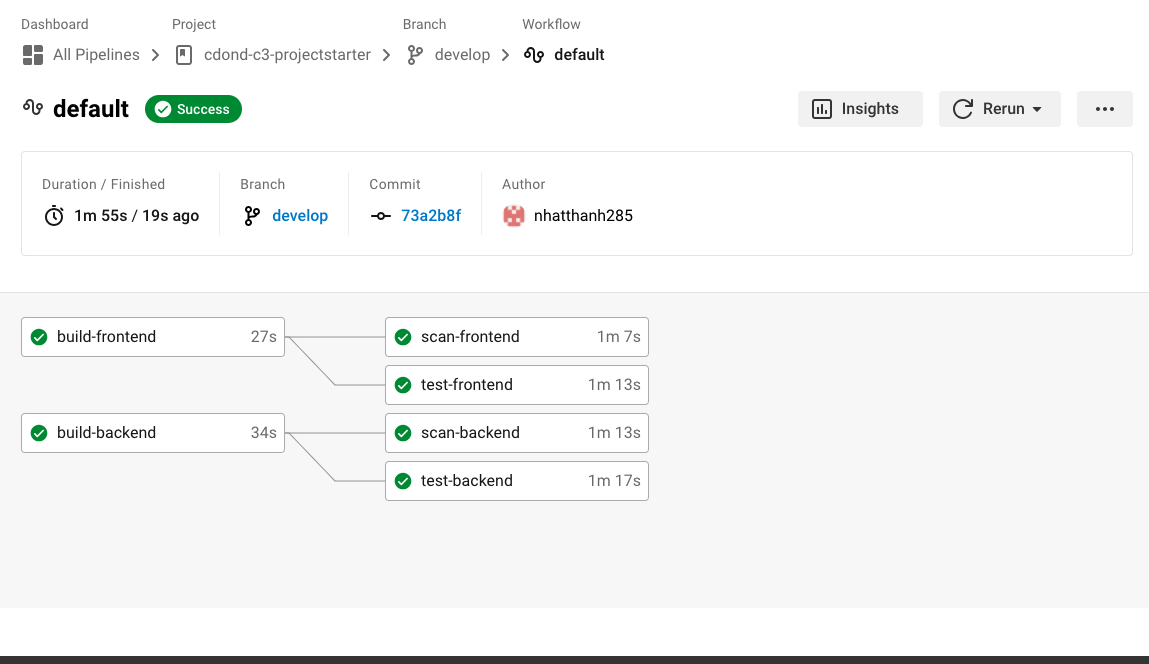 Dashboard Project Branch Workflow
All Pipelines cdond-c3-projectstarter develop default
default Success Insights Rerun
Duration / Finished Branch Commit Author
1m 55s / 19s ago develop 73a2b8f nhatthanh285
build-frontend 27s scan-frontend 1m 7s
test-frontend 1m 13s
build-backend 34s scan-backend 1m 13s
test-backend 1m 17s